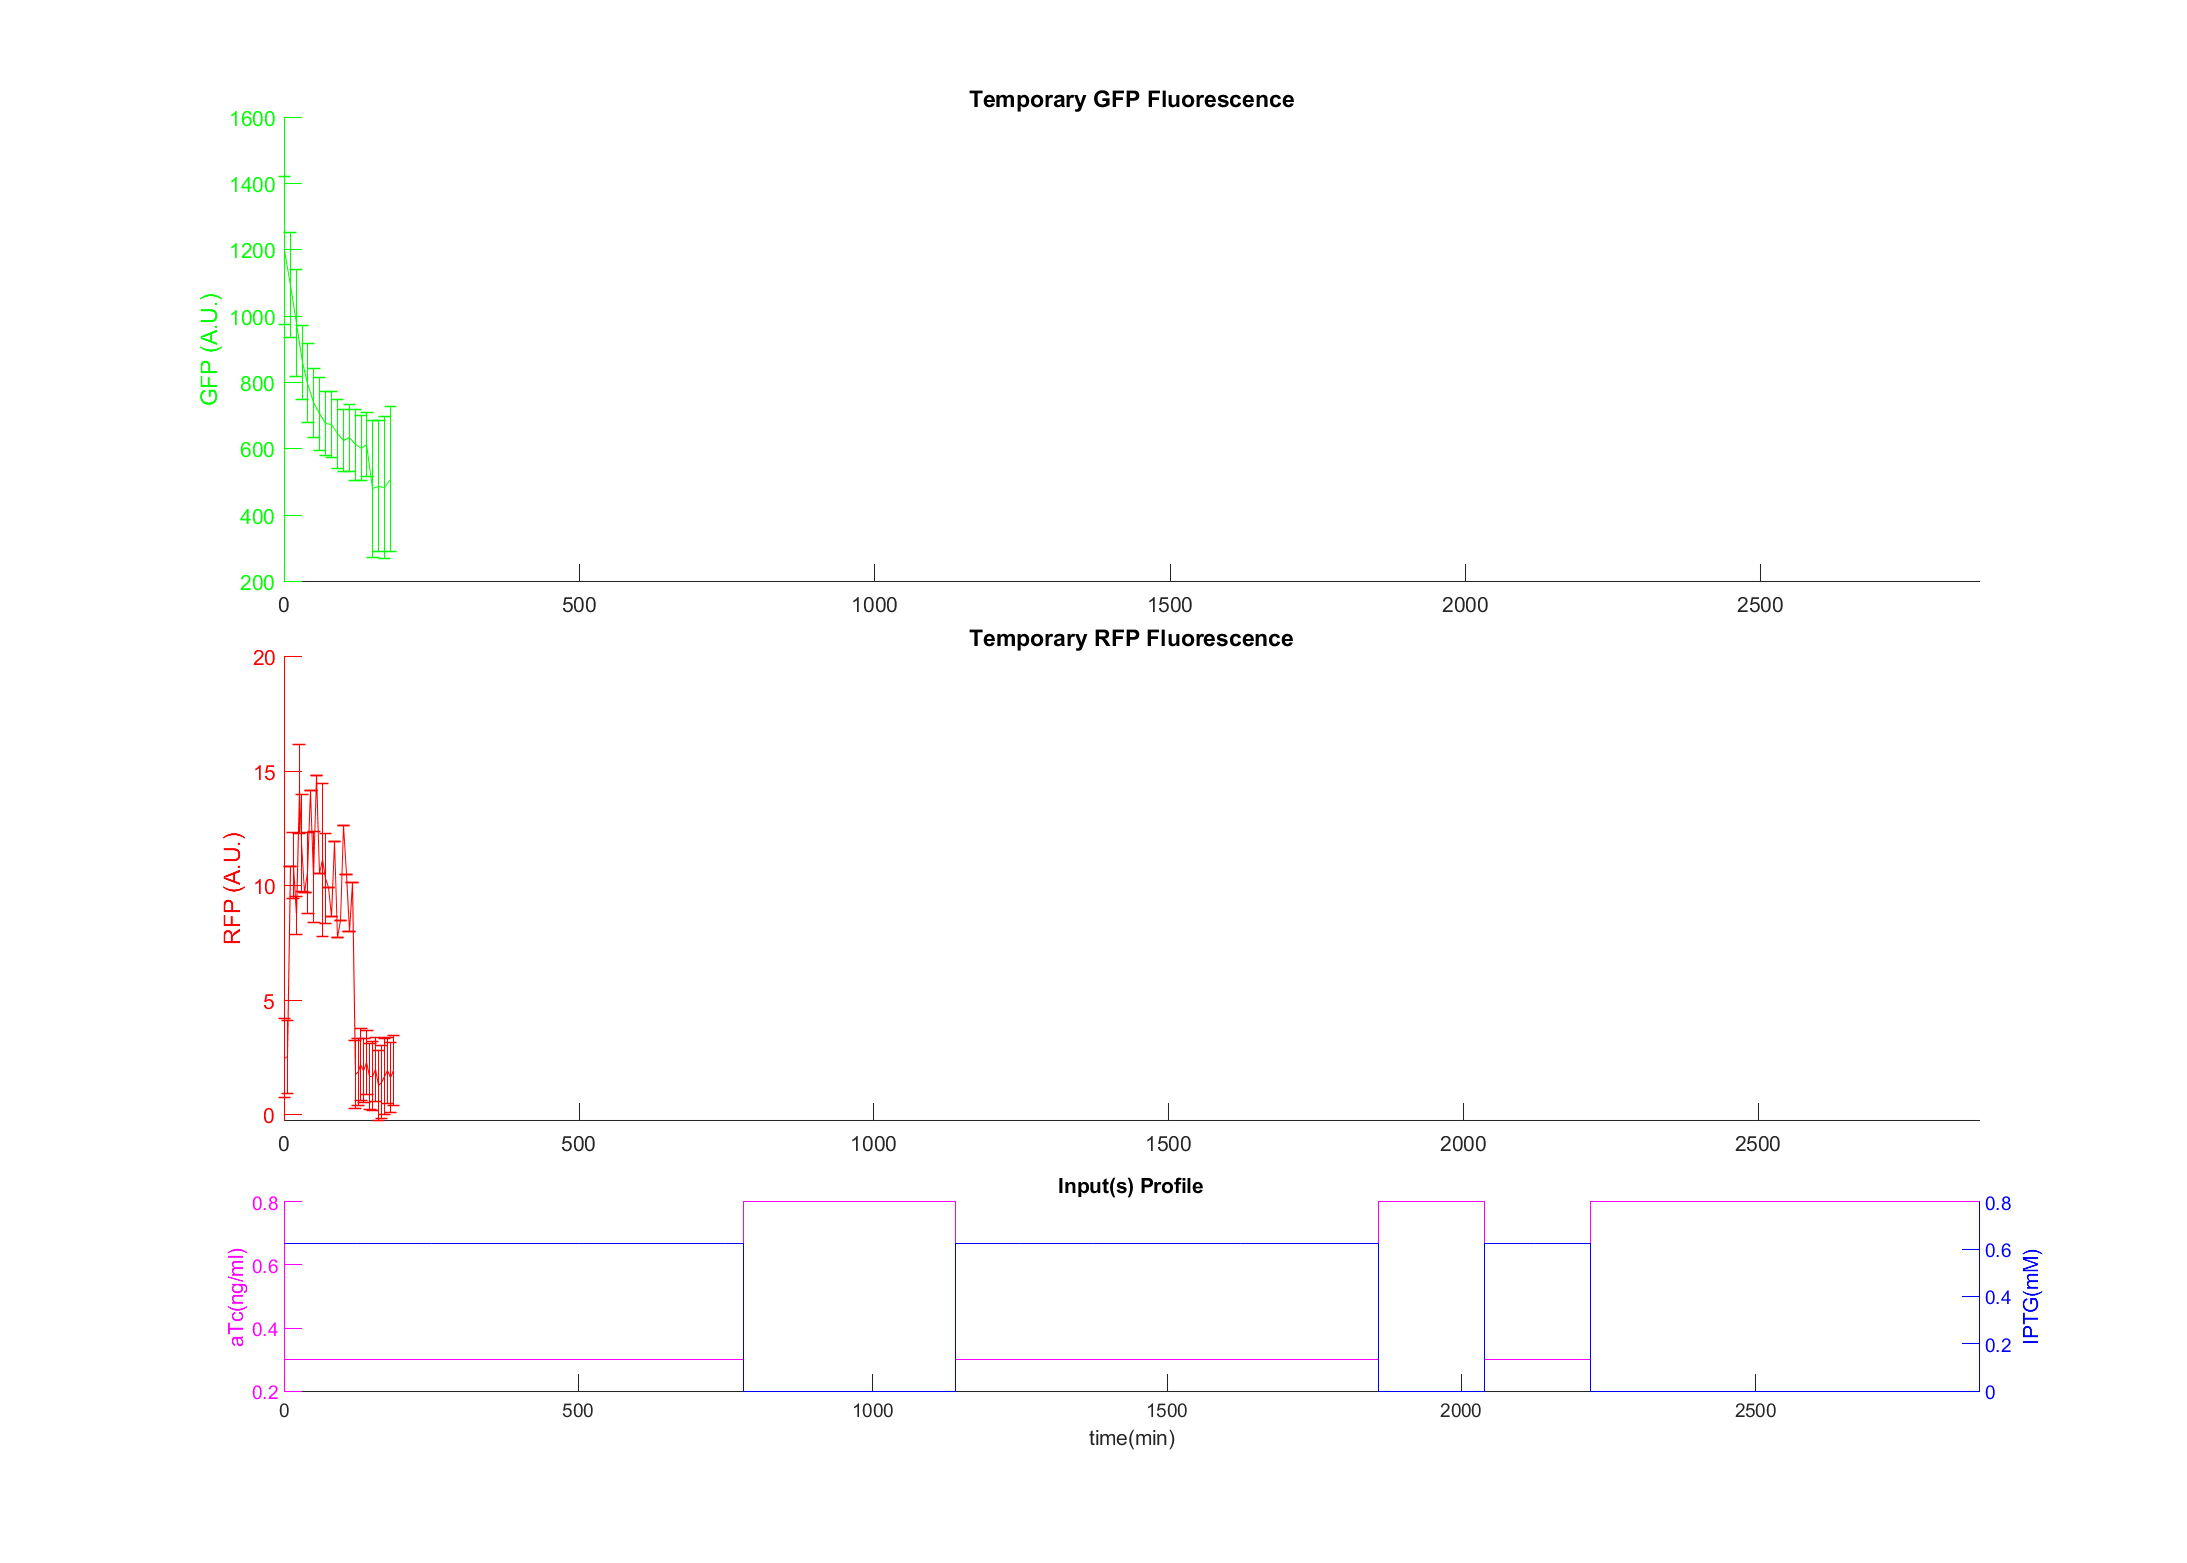 Temporary GFP Fluorescence
1600
1400
1200
1000
800
600
400
200
GFP (A.U.)
0 500 1000 1500 2000 2500
Temporary RFP Fluorescence
20
15
10
5
0
RFP (A.U.)
0 500 1000 1500 2000 2500
Input(s) Profile
0.8
0.6
0.4
0.2
aTc(ng/ml)
0.8
0.6
0.4
0.2
0
IPTG(mM)
0 500 1000 1500 2000 2500
time(min)